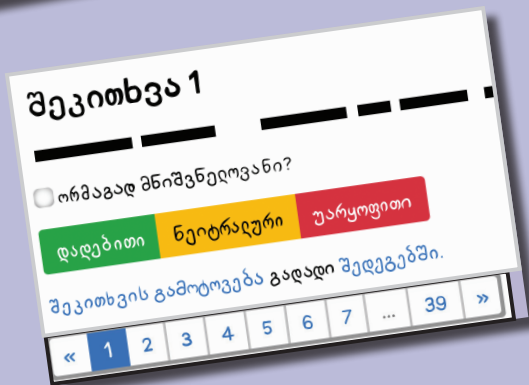 შეკითხვა 1
ორმაგად მნიშვნელოვანი?
დადებითი ნეიტრალური უარყოფითი
შეკითხვის გამოტოვება გადადი შედეგებში.
« 1 2 3 4 5 6 7 ... 39 »